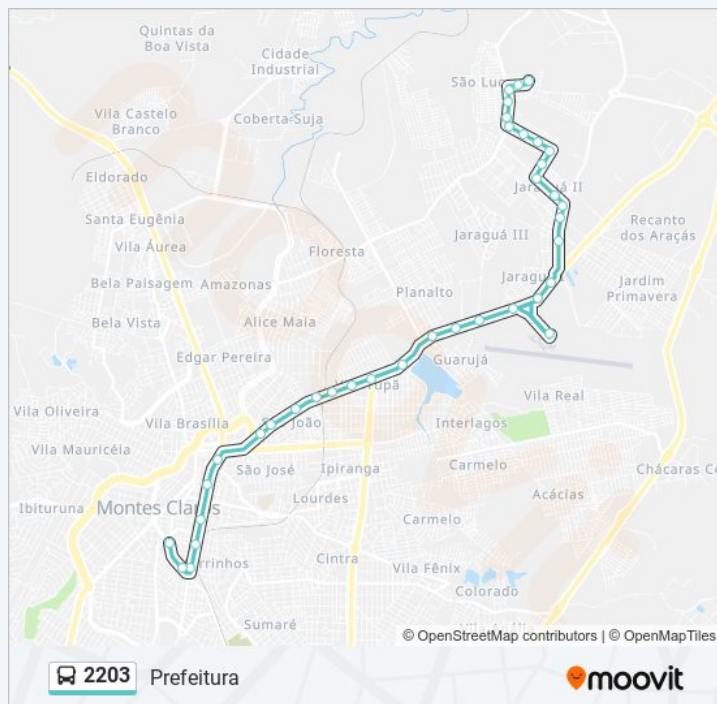 Quintas da
Boa Vista
Cidade
Industrial
São Luc
Vila Castelo
Branco
Coberta-Suja
Eldorado
Jaraguá II
Santa Eugênia
Recanto
dos Araçás
Jaraguá III
Vila Áurea
Floresta
Bela Paisagem
Amazonas
Jaragu
Planalto
Jardim
Primavera
Bela Vista
Alice Maia
Edgar Pereira
Guarujá
Vila Real
Vila Oliveira
Vila Brasília
João
Interlagos
Vila Mauricéia
São José
Ipiranga
Carmelo
Chácaras Ce
Ibituruna
Lourdes
Acácias
Montes Cla
Carmelo
Cintra
Vila Fênix
Colorado
Sumaré
© OpenStreetMap contributors | © OpenMapTiles
2203 Prefeitura
moovit